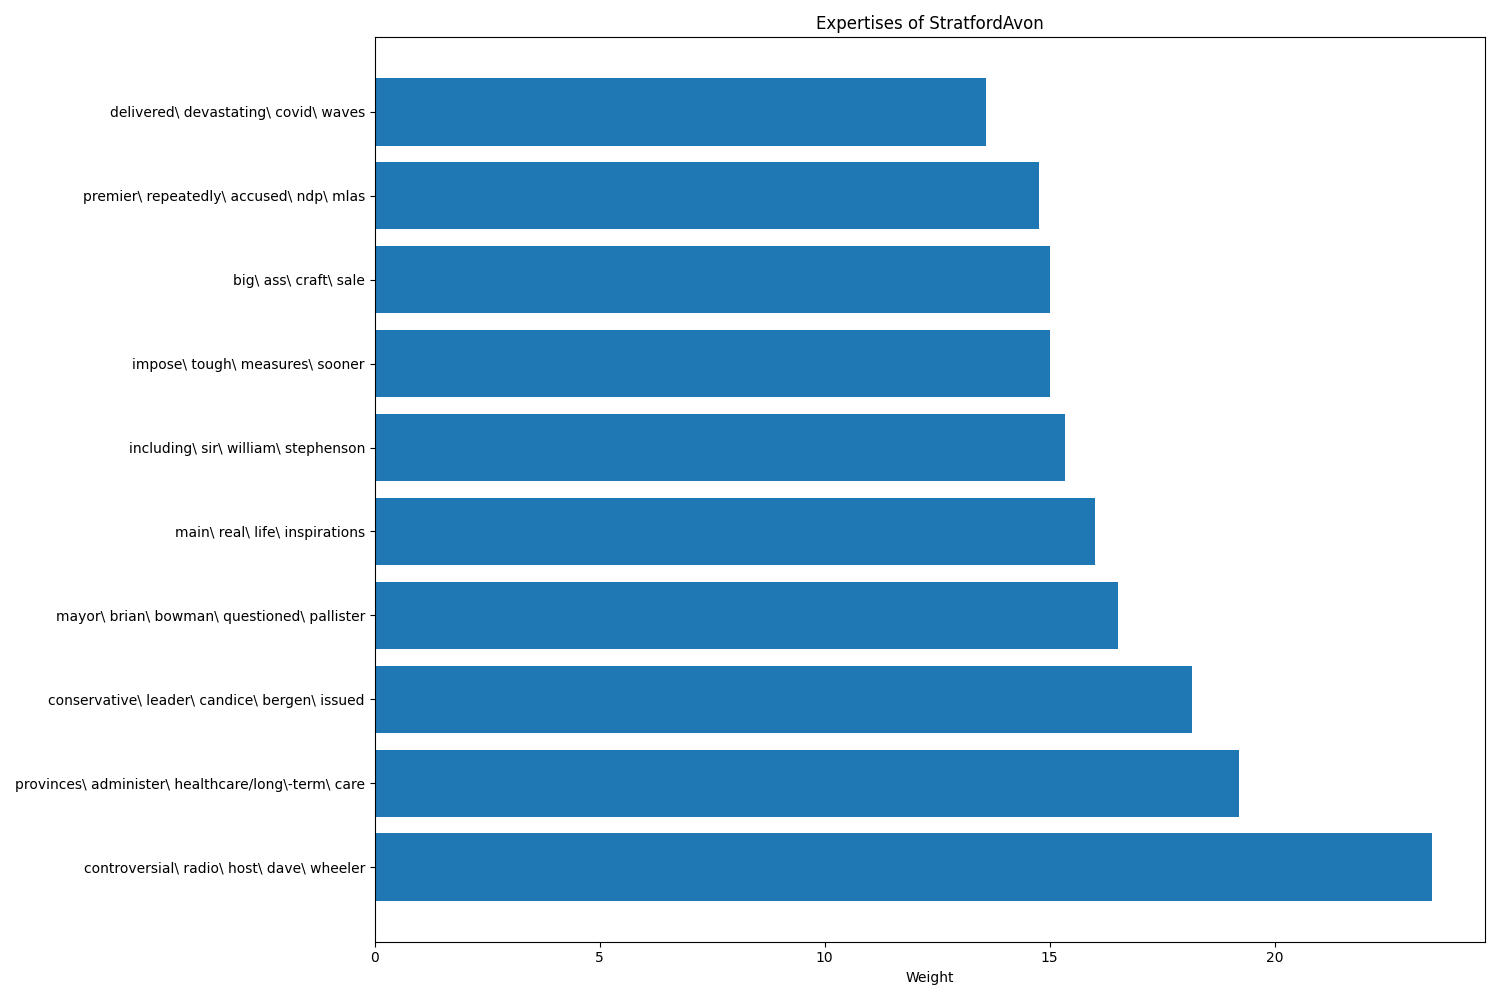 Expertises of StratfordAvon
delivered\ devastating\ covid\ waves
premier\ repeatedly\ accused\ ndp\ mlas
big\ ass\ craft\ sale
impose\ tough\ measures\ sooner
including\ sir\ william\ stephenson
main\ real\ life\ inspirations
mayor\ brian\ bowman\ questioned\ pallister
conservative\ leader\ candice\ bergen\ issued
provinces\ administer\ healthcare/long\-term\ care
controversial\ radio\ host\ dave\ wheeler
0 5 10 15 20
Weight